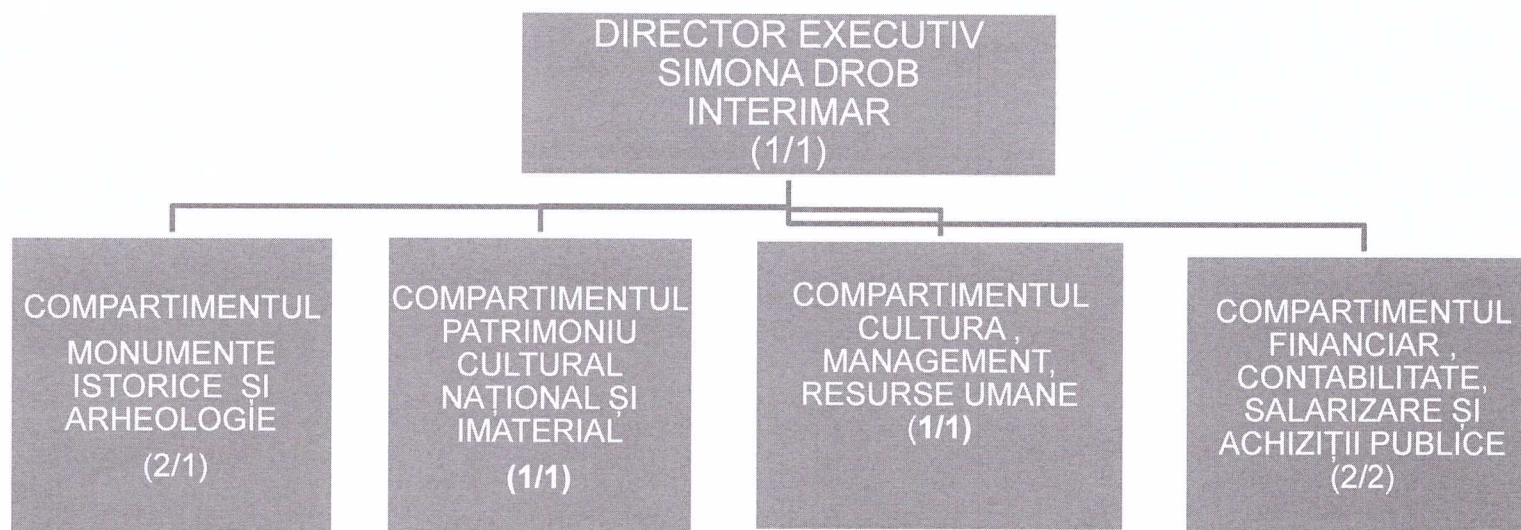 DIRECTOR EXECUTIV
SIMONA DROB
INTERIMAR
(1/1)
COMPARTIMENTUL
MONUMENTE
ISTORICE ȘI
ARHEOLOGIE
(2/1)
COMPARTIMENTUL
PATRIMONIU
CULTURAL
NAȚIONAL ȘI
IMATERIAL
(1/1)
COMPARTIMENTUL
CULTURA ,
MANAGEMENT,
RESURSE UMANE
(1/1)
COMPARTIMENTUL
FINANCIAR ,
CONTABILITATE,
SALARIZARE ȘI
ACHIZIȚII PUBLICE
(2/2)